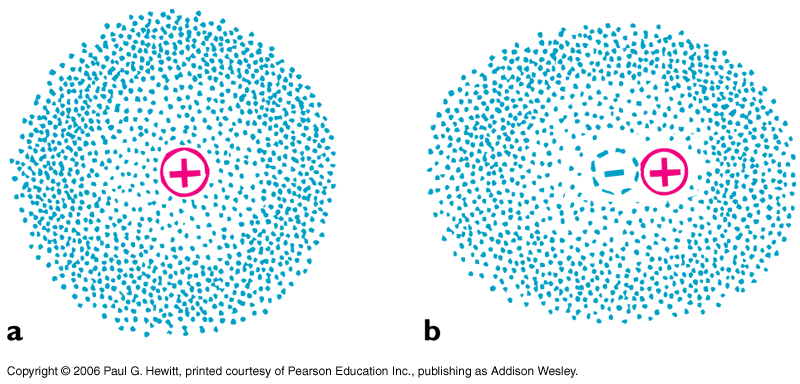 +
− +
a b
Copyright © 2006 Paul G. Hewitt, printed courtesy of Pearson Education Inc., publishing as Addison Wesley.